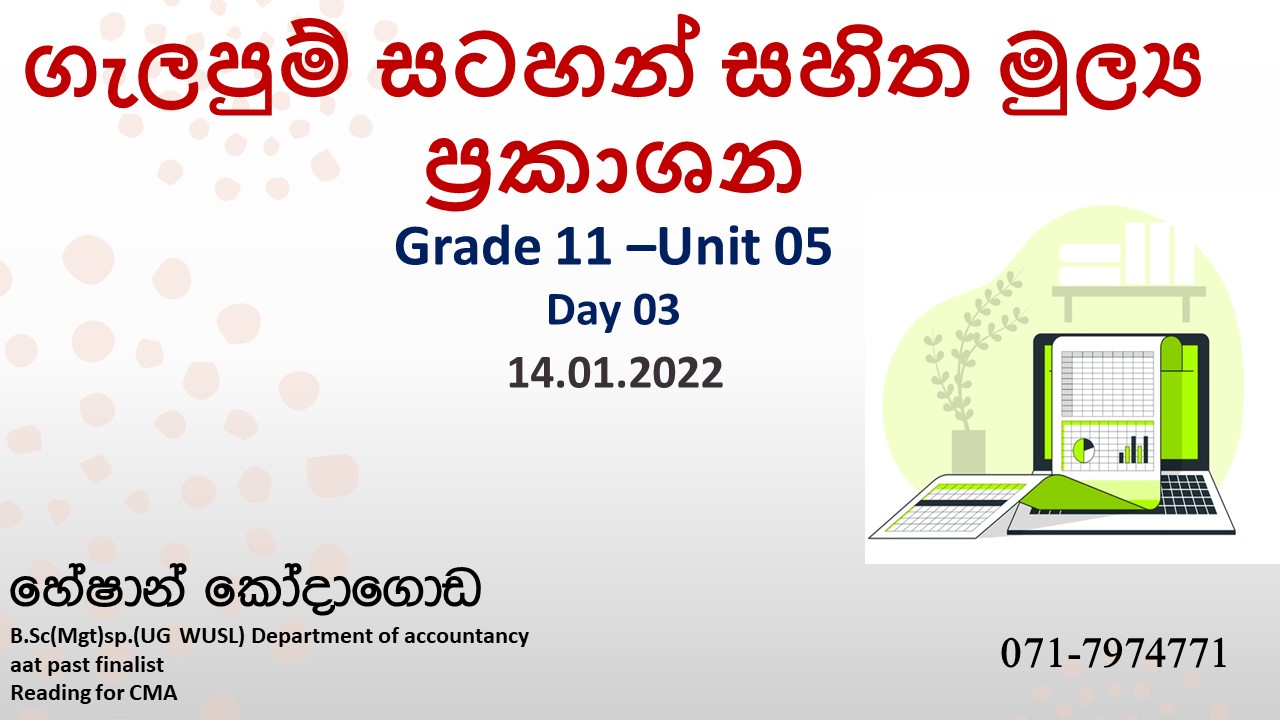 ගැලපුම් සටහන් සහිත මුල්‍ය
ප්‍රකාශන
Grade 11 –Unit 05
Day 03
14.01.2022
හේෂාන් කෝදාගොඩ
B.Sc(Mgt)sp.(UG WUSL) Department of accountancy
aat past finalist
Reading for CMA
071-7974771